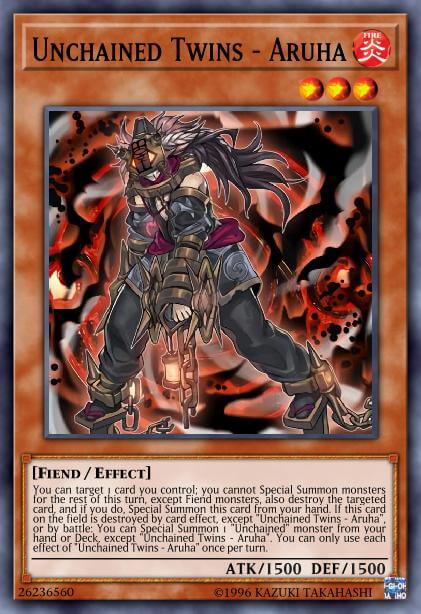 UNCHAINED TWINS - ARUHA
FIRE
炎
[FIEND / EFFECT]
You can target 1 card you control; you cannot Special Summon monsters
for the rest of this turn, except Fiend monsters, also destroy the targeted
card, and if you do, Special Summon this card from your hand. If this card
on the field is destroyed by card effect, except "Unchained Twins - Aruha",
or by battle: You can Special Summon 1 "Unchained" monster from your
hand or Deck, except "Unchained Twins - Aruha". You can only use each
effect of "Unchained Twins - Aruha" once per turn.
ATK/1500 DEF/1500
26236560
©1996 KAZUKI TAKAHASHI